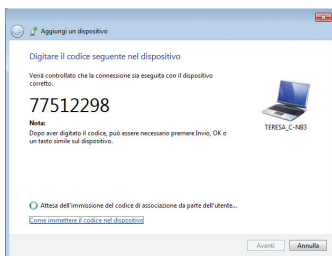 Aggiungi un dispositivo
Digitare il codice seguente nel dispositivo
Verrà controllato che la connessione sia eseguita con il dispositivo
corretto.
77512298
Nota:
Dopo aver digitato il codice, può essere necessario premere Invio, OK o
un tasto simile sul dispositivo.
TERESA_C-NB3
Attesa dell'immissione del codice di associazione da parte dell'utente...
Come immettere il codice nel dispositivo
Avanti
Annulla